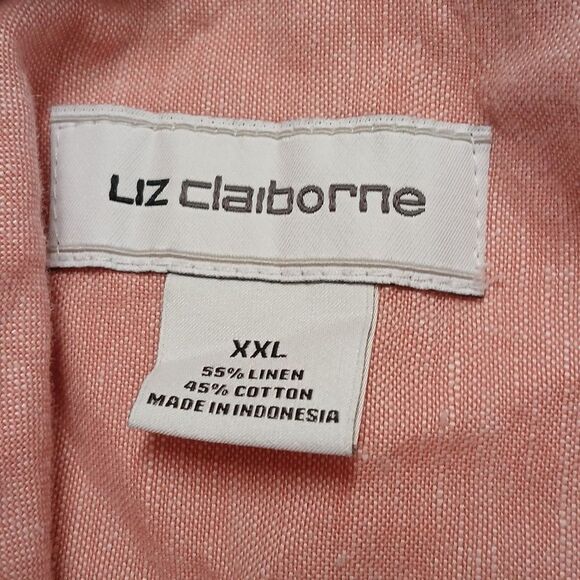 LIZ claiborne
XXL
55% LINEN
45% COTTON
MADE IN INDONESIA